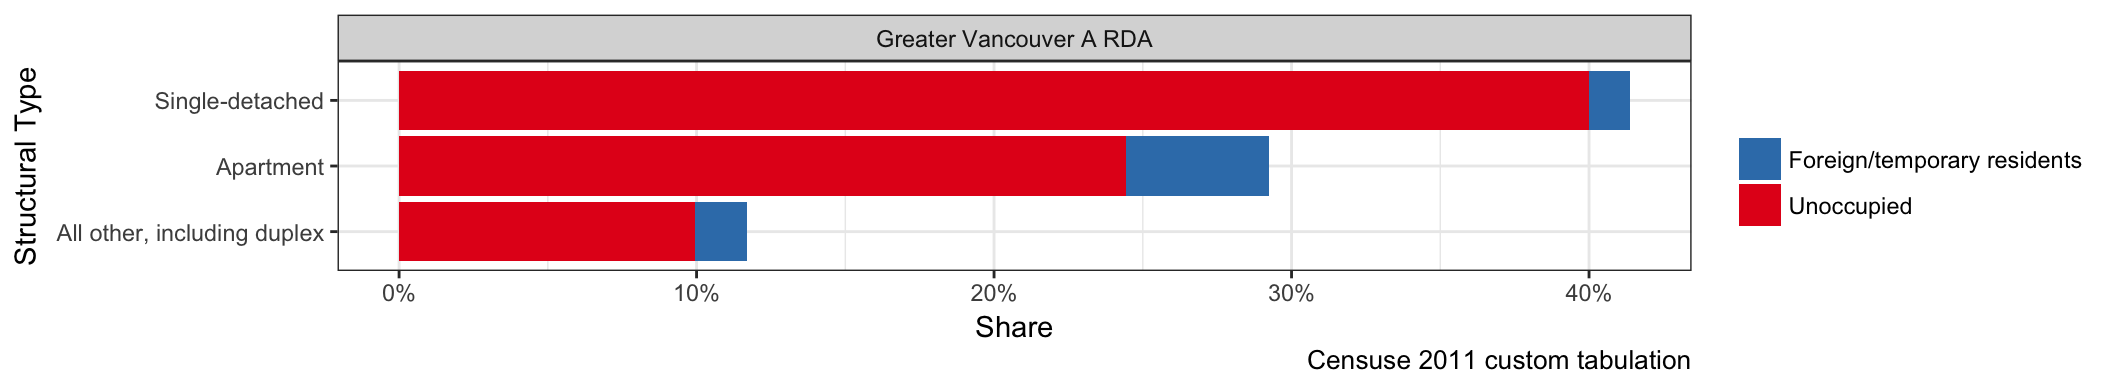 Greater Vancouver A RDA
Structural Type
Single-detached
Apartment
All other, including duplex
0% 10% 20% 30% 40%
Share
Foreign/temporary residents
Unoccupied
Censuse 2011 custom tabulation